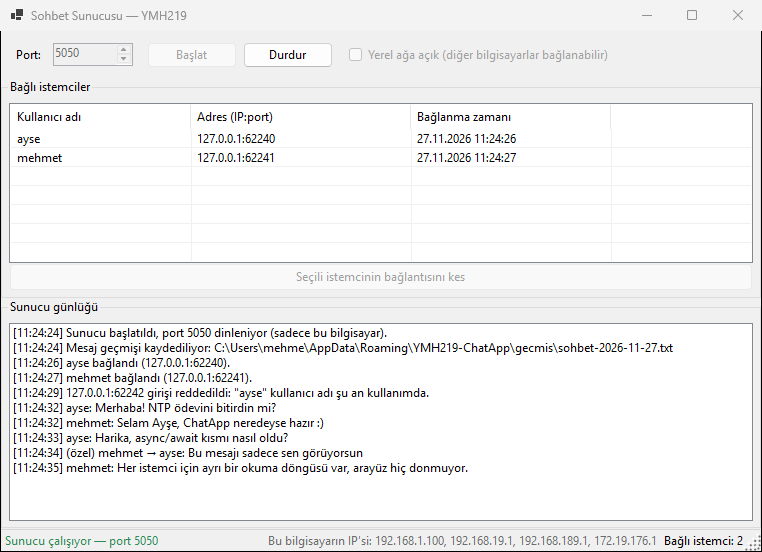 Sohbet Sunucusu — YMH219
Port: 5050 Başlat Durdur Yerel ağa açık (diğer bilgisayarlar bağlanabilir)
Bağlı istemciler
Kullanıcı adı Adres (IP:port) Bağlanma zamanı
ayse 127.0.0.1:62240 27.11.2026 11:24:26
mehmet 127.0.0.1:62241 27.11.2026 11:24:27
Seçili istemcinin bağlantısını kes
Sunucu günlüğü
[11:24:24] Sunucu başlatıldı, port 5050 dinleniyor (sadece bu bilgisayar).
[11:24:24] Mesaj geçmişi kaydediliyor: C:\Users\mehme\AppData\Roaming\YMH219-ChatApp\gecmis\sohbet-2026-11-27.txt
[11:24:26] ayse bağlandı (127.0.0.1:62240).
[11:24:27] mehmet bağlandı (127.0.0.1:62241).
[11:24:29] 127.0.0.1:62242 girişi reddedildi: "ayse" kullanıcı adı şu an kullanımda.
[11:24:32] ayse: Merhaba! NTP ödevini bitirdin mi?
[11:24:32] mehmet: Selam Ayşe, ChatApp neredeyse hazır :)
[11:24:33] ayse: Harika, async/await kısmı nasıl oldu?
[11:24:34] (özel) mehmet → ayse: Bu mesajı sadece sen görüyorsun
[11:24:35] mehmet: Her istemci için ayrı bir okuma döngüsü var, arayüz hiç donmuyor.
Sunucu çalışıyor — port 5050 Bu bilgisayarın IP'si: 192.168.1.100, 192.168.19.1, 192.168.189.1, 172.19.176.1 Bağlı istemci: 2